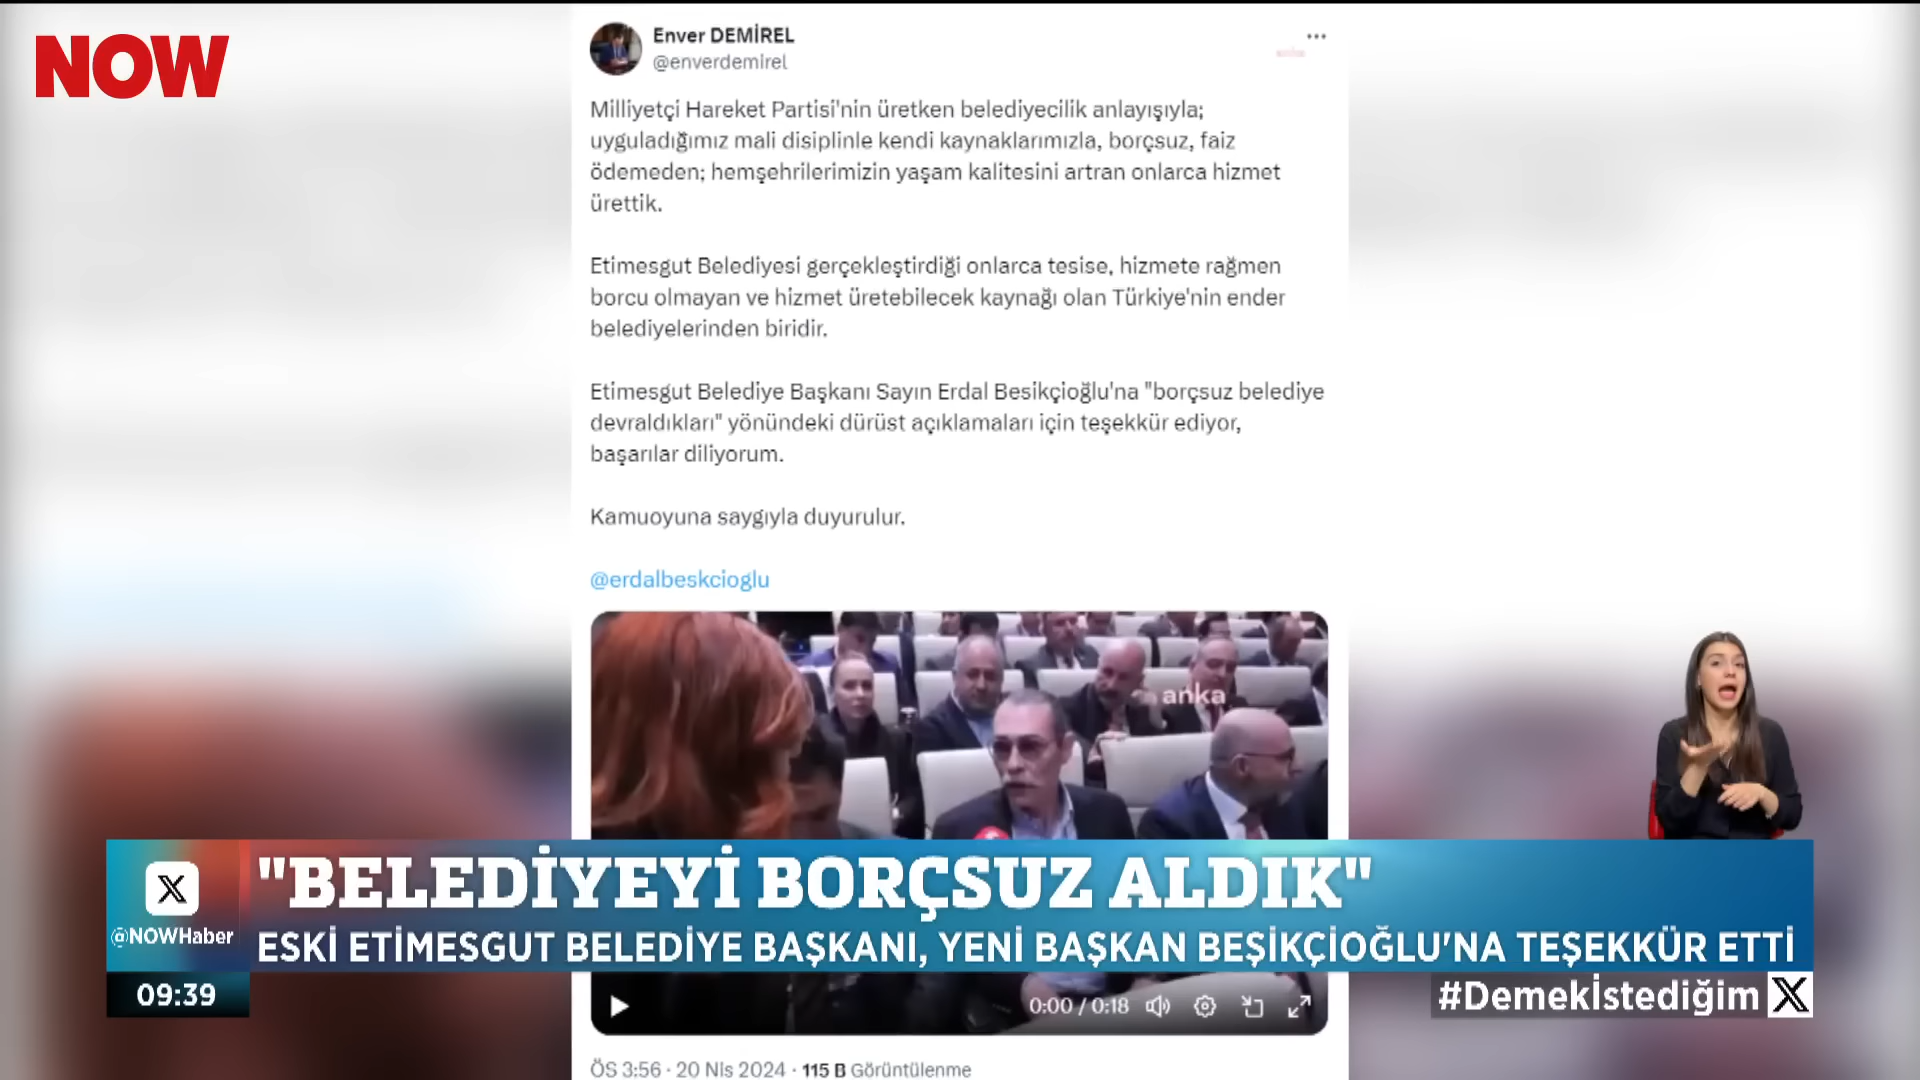 NOW
Enver DEMİREL
@enverdemirel
anka
Milliyetçi Hareket Partisi'nin üretken belediyecilik anlayışıyla;
uyguladığımız mali disiplinle kendi kaynaklarımızla, borçsuz, faiz
ödemeden; hemşehrilerimizin yaşam kalitesini artran onlarca hizmet
ürettik.
Etimesgut Belediyesi gerçekleştirdiği onlarca tesise, hizmete rağmen
borcu olmayan ve hizmet üretebilecek kaynağı olan Türkiye'nin ender
belediyelerinden biridir.
Etimesgut Belediye Başkanı Sayın Erdal Besikçioğlu'na "borçsuz belediye
devraldıkları" yönündeki dürüst açıklamaları için teşekkür ediyor,
başarılar diliyorum.
Kamuoyuna saygıyla duyurulur.
@erdalbeskcioglu
anka
"BELEDİYEYİ BORÇSUZ ALDIK"
@NOWHaber
ESKİ ETİMESGUT BELEDİYE BAŞKANI, YENİ BAŞKAN BEŞİKÇİOĞLU'NA TEŞEKKÜR ETTİ
09:39
0:00 / 0:18
#Demekİstediğim X
ÖS 3:56 · 20 Nis 2024 · 115 B Görüntülenme